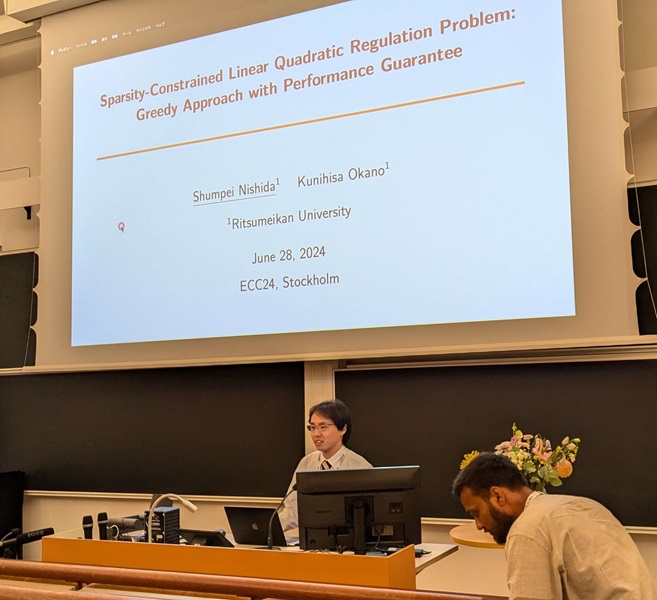 Sparsity-Constrained Linear Quadratic Regulation Problem:
Greedy Approach with Performance Guarantee
Shumpei Nishida¹ Kunihisa Okano¹
¹Ritsumeikan University
June 28, 2024
ECC24, Stockholm